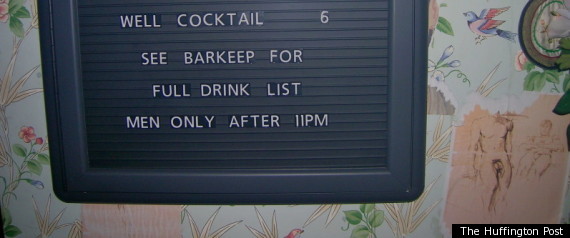 WELL COCKTAIL 6
SEE BARKEEP FOR
FULL DRINK LIST
MEN ONLY AFTER 11PM
The Huffington Post